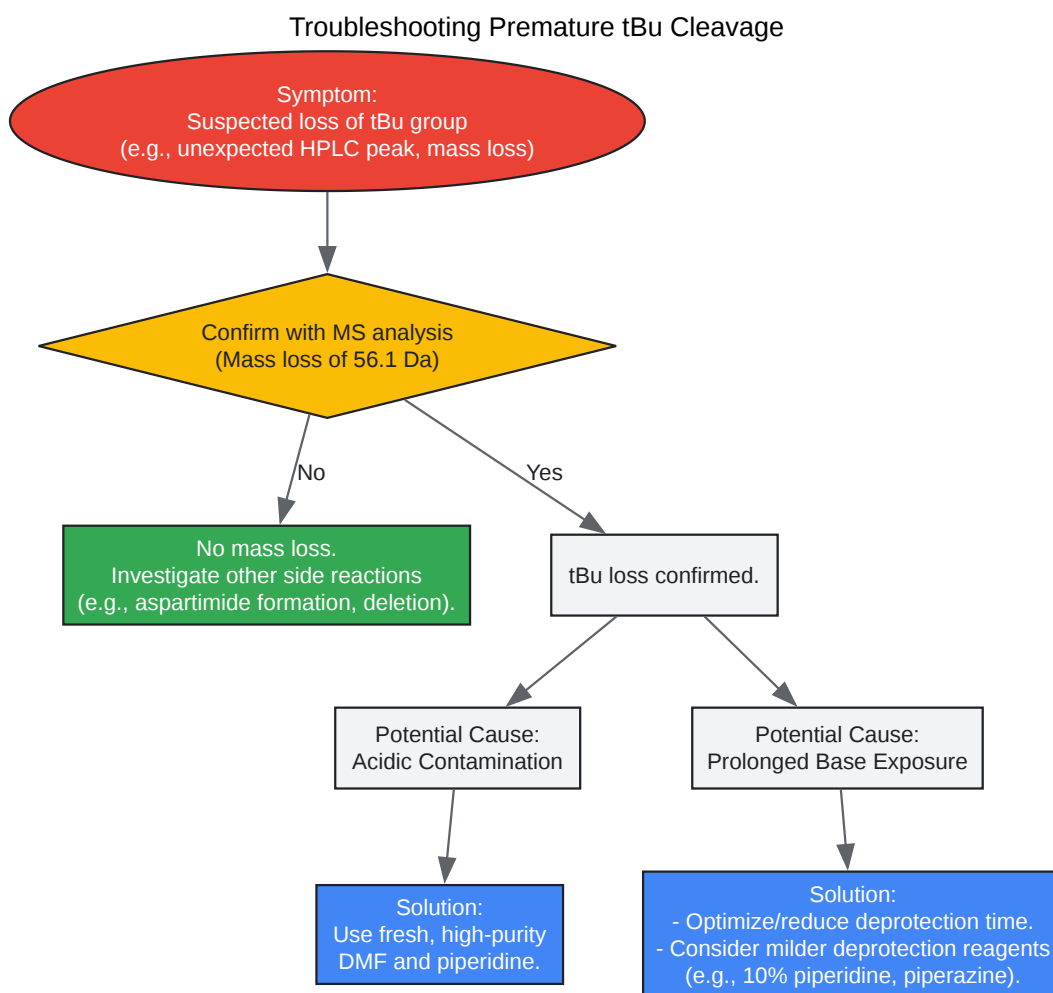 Troubleshooting Premature tBu Cleavage
Symptom:
Suspected loss of tBu group
(e.g., unexpected HPLC peak, mass loss)
Confirm with MS analysis
(Mass loss of 56.1 Da)
No
Yes
No mass loss.
Investigate other side reactions
(e.g., aspartimide formation, deletion).
tBu loss confirmed.
Potential Cause:
Acidic Contamination
Potential Cause:
Prolonged Base Exposure
Solution:
Use fresh, high-purity
DMF and piperidine.
Solution:
- Optimize/reduce deprotection time.
- Consider milder deprotection reagents
(e.g., 10% piperidine, piperazine).